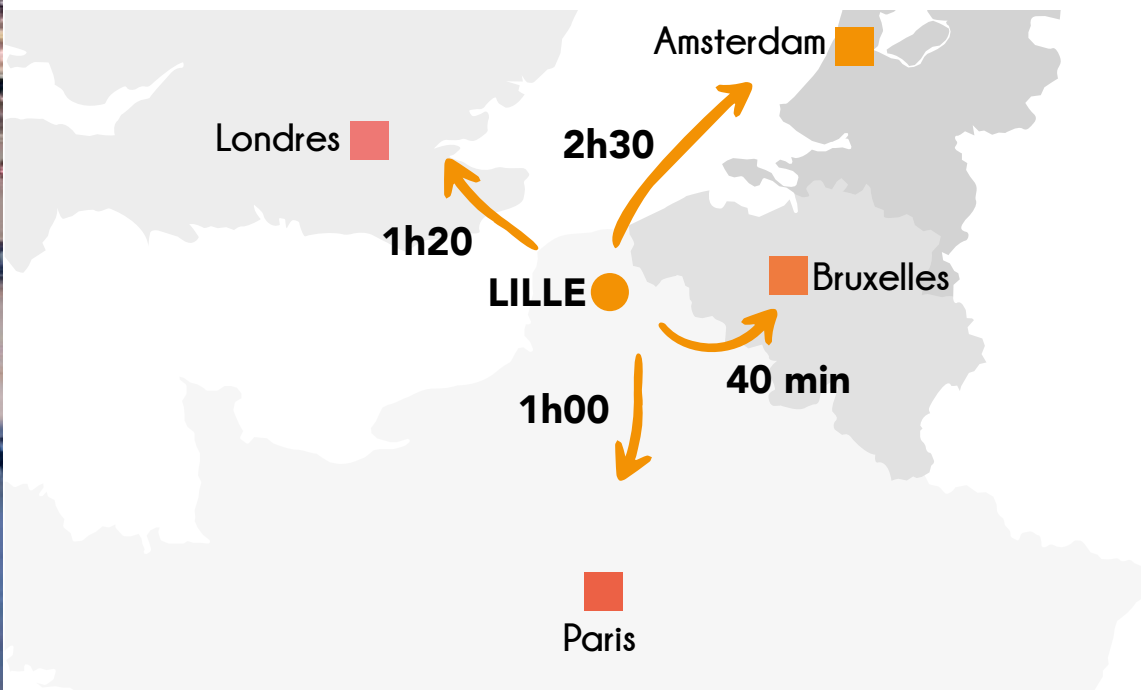 Amsterdam
Londres
2h30
1h20
LILLE
Bruxelles
40 min
1h00
Paris